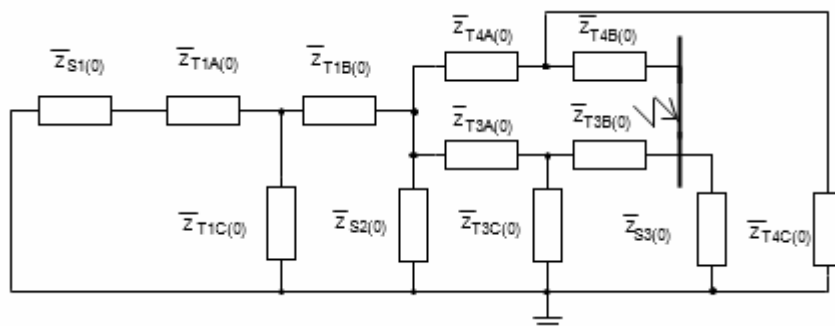 z̅S1(0) z̅T1A(0) z̅T1B(0) z̅T4A(0) z̅T4B(0)
z̅T3A(0) z̅T3B(0)
z̅T1C(0) z̅S2(0) z̅T3C(0) z̅S3(0) z̅T4C(0)